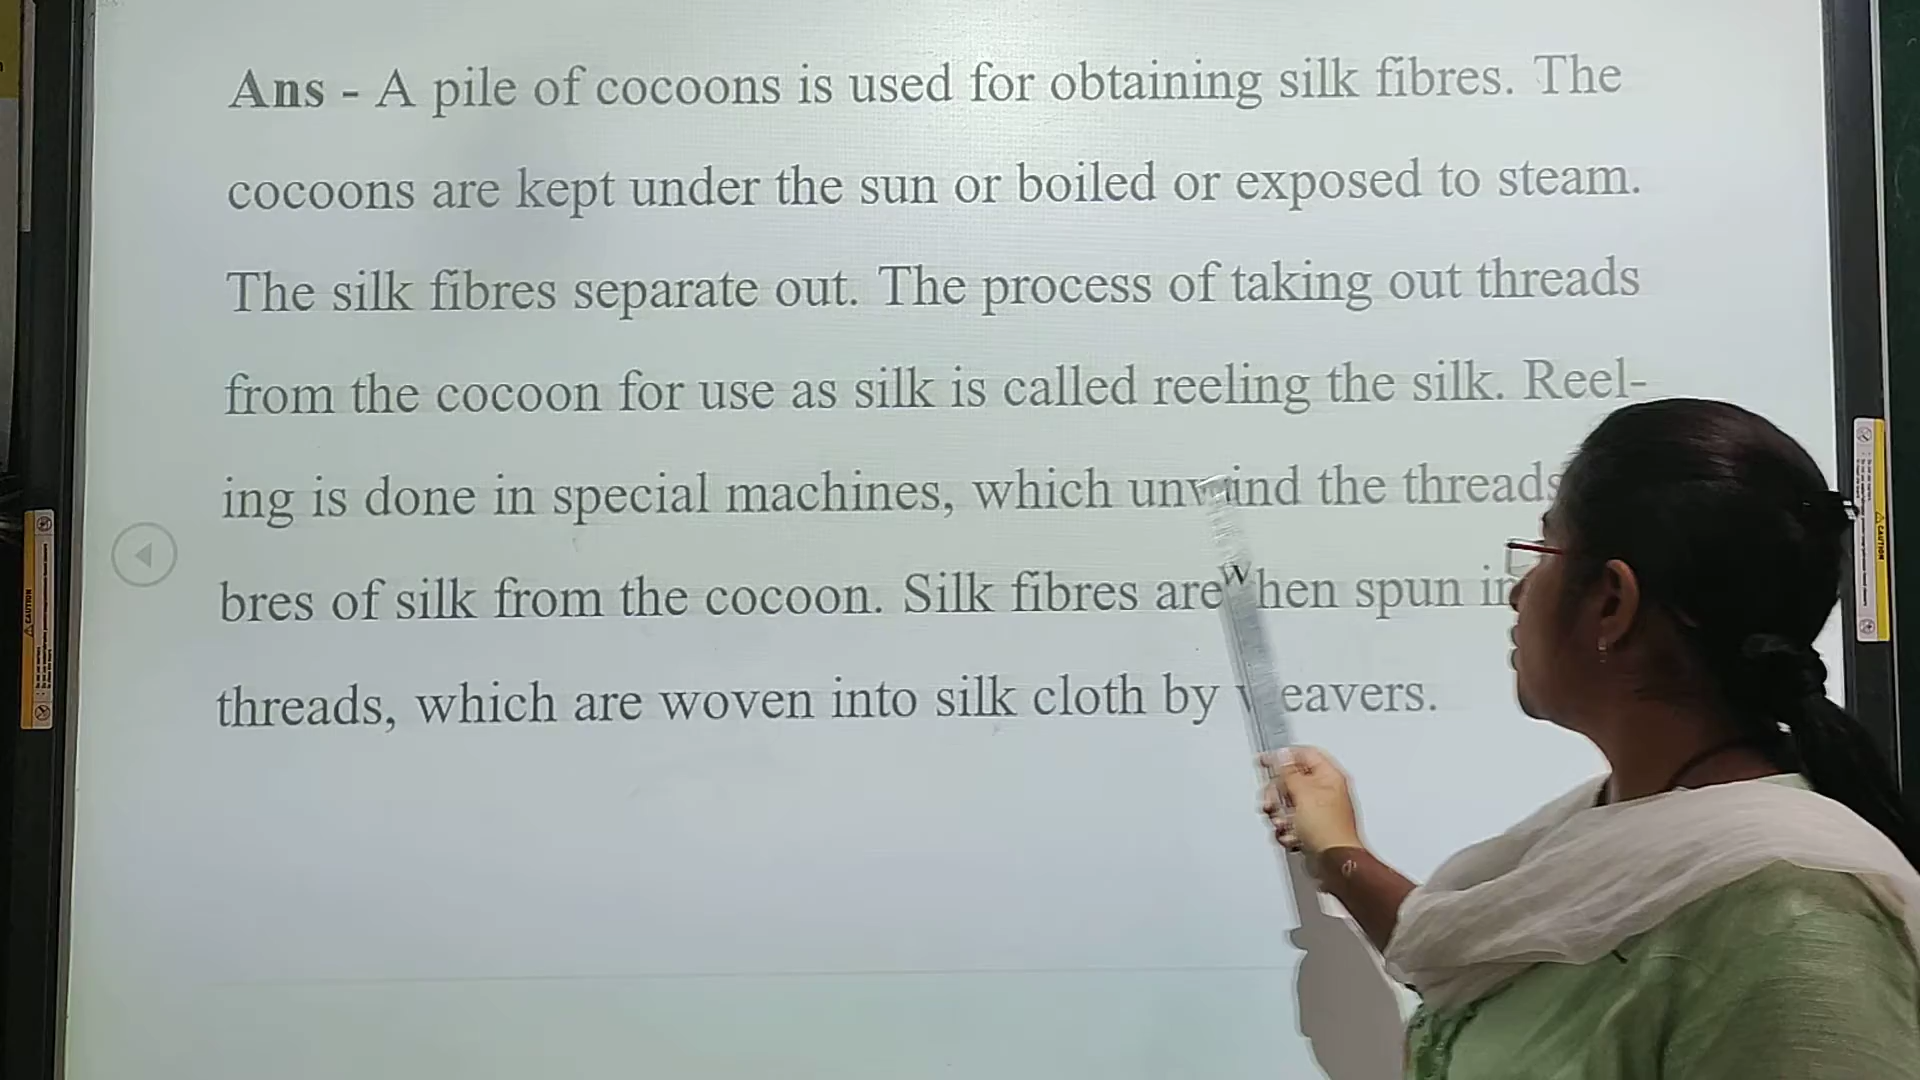 Ans - A pile of cocoons is used for obtaining silk fibres. The
cocoons are kept under the sun or boiled or exposed to steam.
The silk fibres separate out. The process of taking out threads
from the cocoon for use as silk is called reeling the silk. Reel-
ing is done in special machines, which unwind the threads
bres of silk from the cocoon. Silk fibres are then spun
threads, which are woven into silk cloth by weavers.
CAUTION
CAUTION